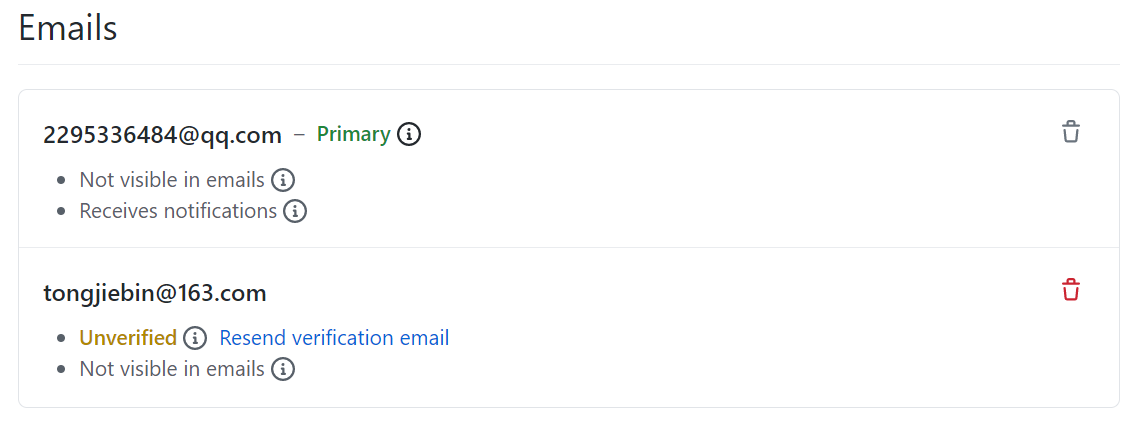 Emails
2295336484@qq.com – Primary
Not visible in emails
Receives notifications
tongjiebin@163.com
Unverified Resend verification email
Not visible in emails